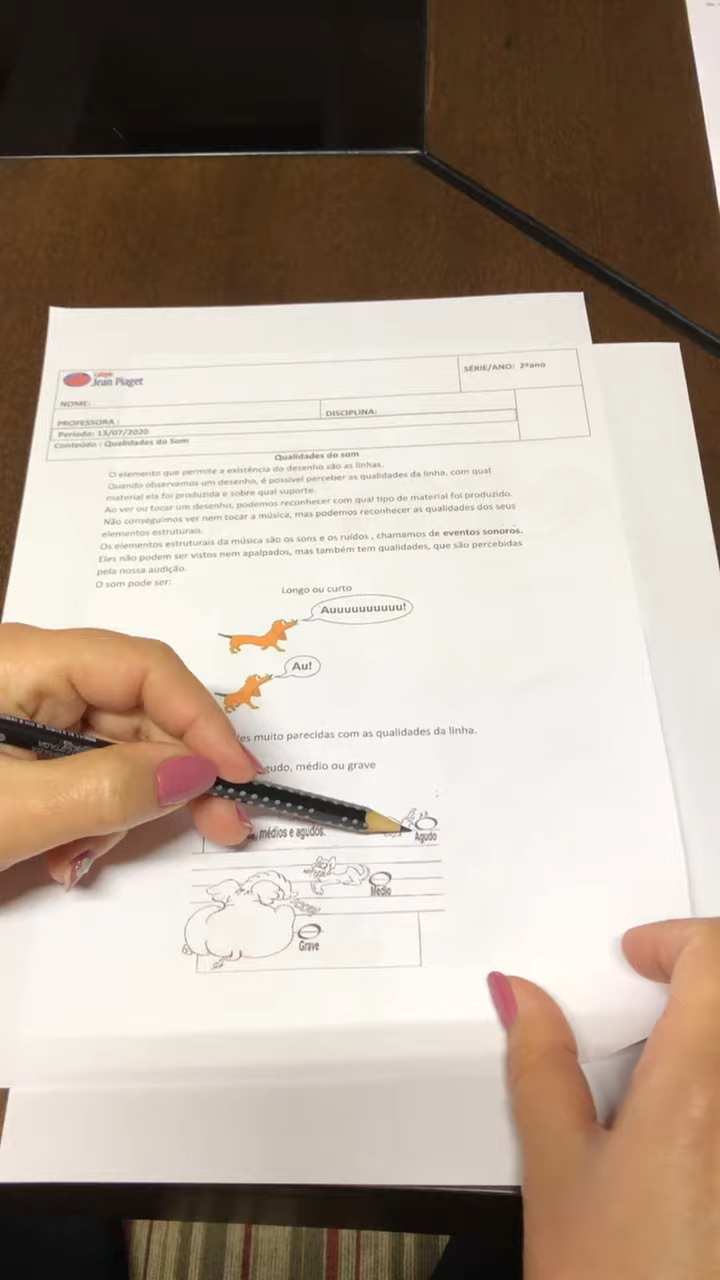 Colégio
Jean Piaget
SÉRIE/ANO: 2ºano
NOME:
DISCIPLINA:
PROFESSORA :
Período: 13/07/2020
Conteúdo : Qualidades do Som
Qualidades do som
O elemento que permite a existência do desenho são as linhas.
Quando observamos um desenho, é possível perceber as qualidades da linha, com qual
material ela foi produzida e sobre qual suporte.
Ao ver ou tocar um desenho, podemos reconhecer com qual tipo de material foi produzido.
Não conseguimos ver nem tocar a música, mas podemos reconhecer as qualidades dos seus
elementos estruturais.
Os elementos estruturais da música são os sons e os ruídos , chamamos de eventos sonoros.
Eles não podem ser vistos nem apalpados, mas também tem qualidades, que são percebidas
pela nossa audição.
O som pode ser:
Longo ou curto
Auuuuuuuuuu!
Au!
muito parecidas com as qualidades da linha.
médio ou grave
médios e agudos.
Agudo
Médio
Grave